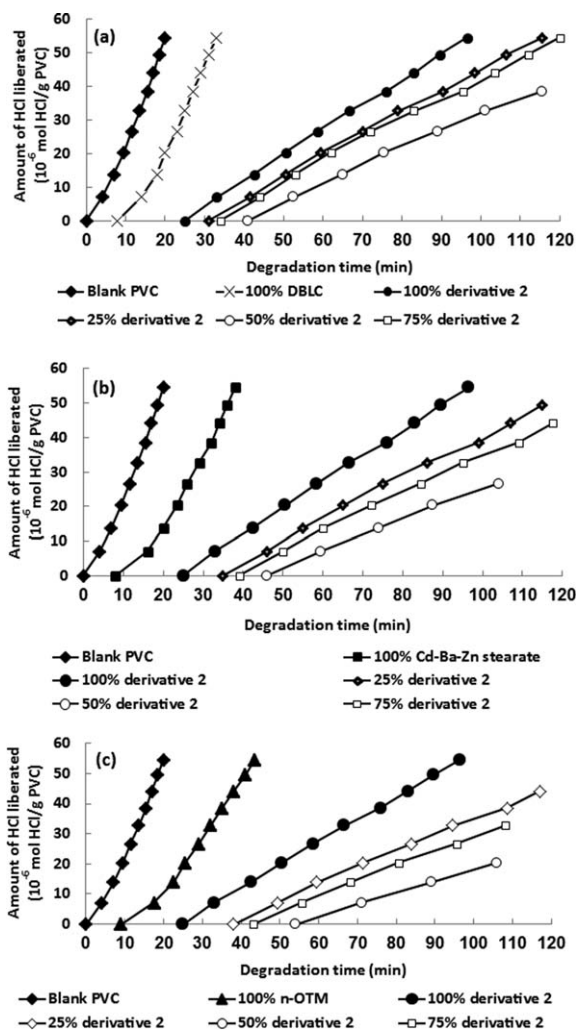 (a)
Amount of HCl liberated
(10⁻⁶ mol HCl/g PVC)
60
50
40
30
20
10
0
0 10 20 30 40 50 60 70 80 90 100 110 120
Degradation time (min)
Blank PVC 100% DBLC 100% derivative 2
25% derivative 2 50% derivative 2 75% derivative 2
(b)
Amount of HCl liberated
(10⁻⁶ mol HCl/g PVC)
60
50
40
30
20
10
0
0 10 20 30 40 50 60 70 80 90 100 110 120
Degradation time (min)
Blank PVC 100% Cd-Ba-Zn stearate
100% derivative 2 25% derivative 2
50% derivative 2 75% derivative 2
(c)
Amount of HCl liberated
(10⁻⁶ mol HCl/g PVC)
60
50
40
30
20
10
0
0 10 20 30 40 50 60 70 80 90 100 110 120
Degradation time (min)
Blank PVC 100% n-OTM 100% derivative 2
25% derivative 2 50% derivative 2 75% derivative 2